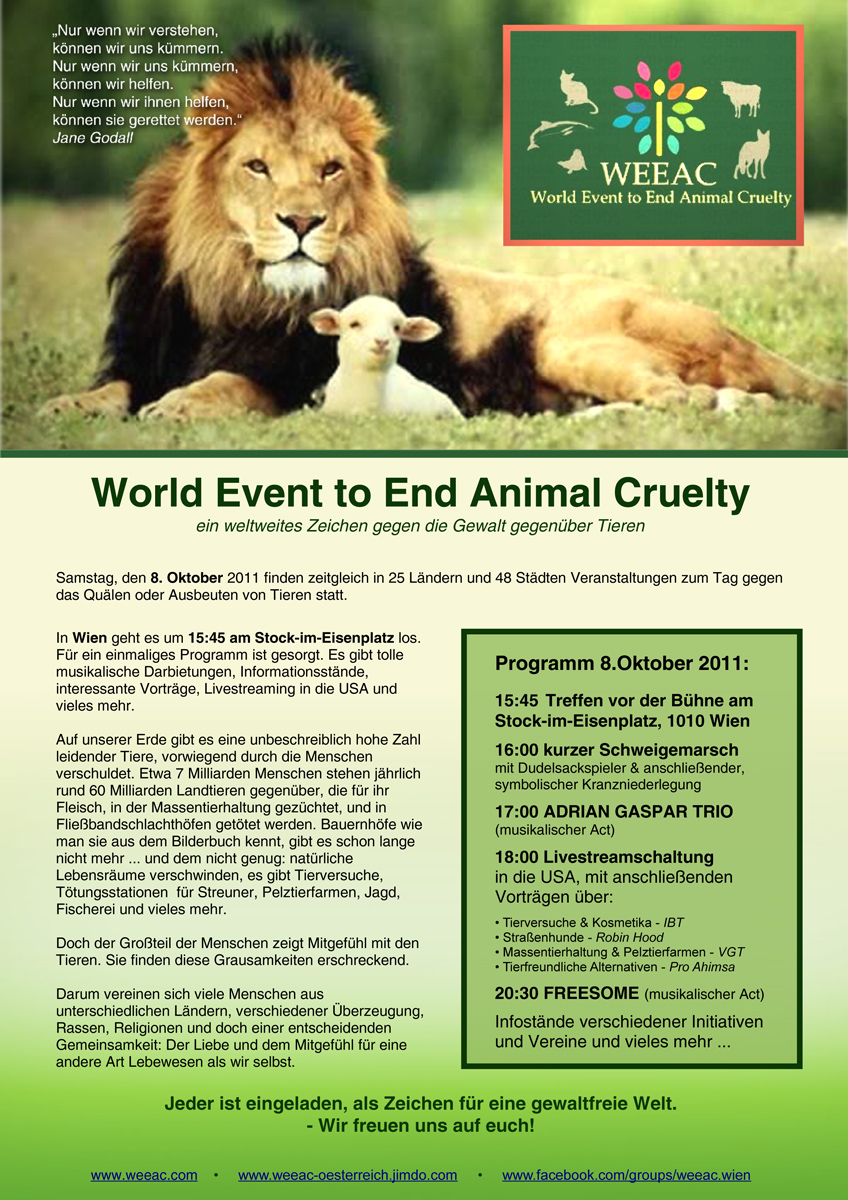 „Nur wenn wir verstehen,
können wir uns kümmern.
Nur wenn wir uns kümmern,
können wir helfen.
Nur wenn wir ihnen helfen,
können sie gerettet werden.“
Jane Godall
WEEAC
World Event to End Animal Cruelty
World Event to End Animal Cruelty
ein weltweites Zeichen gegen die Gewalt gegenüber Tieren
Samstag, den 8. Oktober 2011 finden zeitgleich in 25 Ländern und 48 Städten Veranstaltungen zum Tag gegen
das Quälen oder Ausbeuten von Tieren statt.
In Wien geht es um 15:45 am Stock-im-Eisenplatz los.
Für ein einmaliges Programm ist gesorgt. Es gibt tolle
musikalische Darbietungen, Informationsstände,
interessante Vorträge, Livestreaming in die USA und
vieles mehr.
Auf unserer Erde gibt es eine unbeschreiblich hohe Zahl
leidender Tiere, vorwiegend durch die Menschen
verschuldet. Etwa 7 Milliarden Menschen stehen jährlich
rund 60 Milliarden Landtieren gegenüber, die für ihr
Fleisch, in der Massentierhaltung gezüchtet, und in
Fließbandschlachthöfen getötet werden. Bauernhöfe wie
man sie aus dem Bilderbuch kennt, gibt es schon lange
nicht mehr ... und dem nicht genug: natürliche
Lebensräume verschwinden, es gibt Tierversuche,
Tötungsstationen für Streuner, Pelztierfarmen, Jagd,
Fischerei und vieles mehr.
Doch der Großteil der Menschen zeigt Mitgefühl mit den
Tieren. Sie finden diese Grausamkeiten erschreckend.
Darum vereinen sich viele Menschen aus
unterschiedlichen Ländern, verschiedener Überzeugung,
Rassen, Religionen und doch einer entscheidenden
Gemeinsamkeit: Der Liebe und dem Mitgefühl für eine
andere Art Lebewesen als wir selbst.
Programm 8.Oktober 2011:
15:45 Treffen vor der Bühne am
Stock-im-Eisenplatz, 1010 Wien
16:00 kurzer Schweigemarsch
mit Dudelsackspieler & anschließender,
symbolischer Kranzniederlegung
17:00 ADRIAN GASPAR TRIO
(musikalischer Act)
18:00 Livestreamschaltung
in die USA, mit anschließenden
Vorträgen über:
• Tierversuche & Kosmetika - IBT
• Straßenhunde - Robin Hood
• Massentierhaltung & Pelztierfarmen - VGT
• Tierfreundliche Alternativen - Pro Ahimsa
20:30 FREESOME (musikalischer Act)
Infostände verschiedener Initiativen
und Vereine und vieles mehr ...
Jeder ist eingeladen, als Zeichen für eine gewaltfreie Welt.
- Wir freuen uns auf euch!
www.weeac.com • www.weeac-oesterreich.jimdo.com • www.facebook.com/groups/weeac.wien